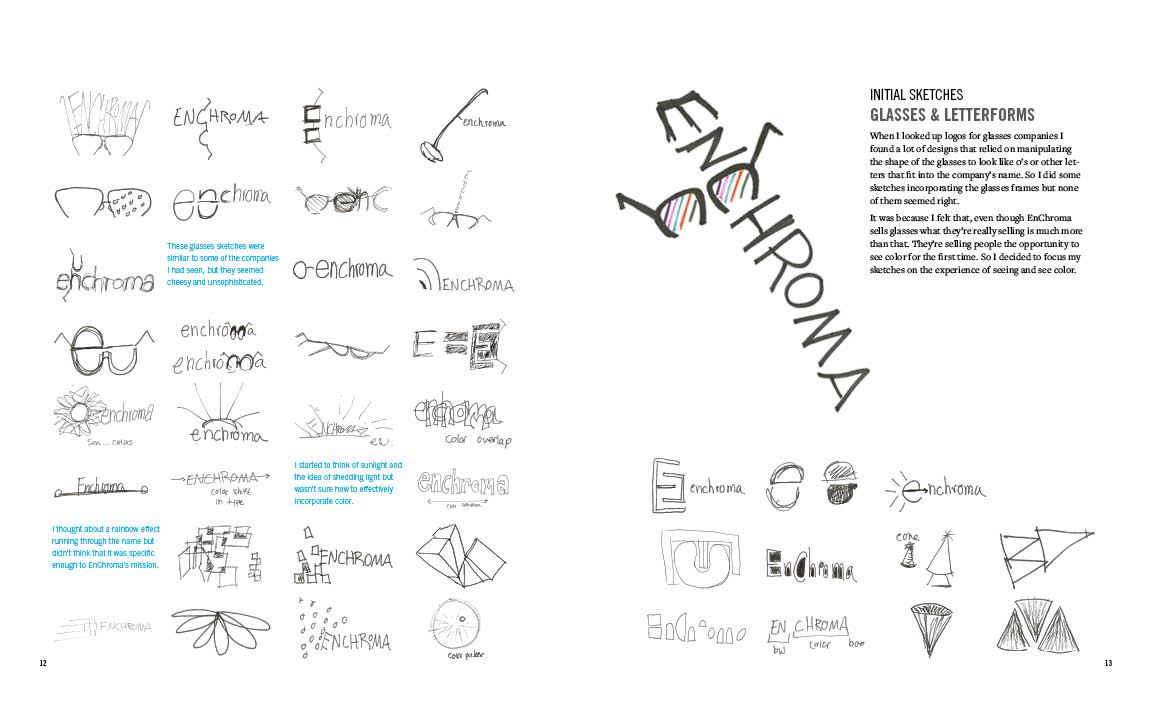 ENCHROMA
ENCHROMA
Enchroma
enchroma
enchroma
enc
enchroma
These glasses sketches were
similar to some of the companies
I had seen, but they seemed
cheesy and unsophisticated.
o-enchroma
ENCHROMA
enchroma
enchroma
E = E
enchroma
Sun... colors
enchroma
ENCHROMA
enchroma
color overlap
Enchroma
ENCHROMA
color shift
in type
I started to think of sunlight and
the idea of shedding light but
wasn't sure how to effectively
incorporate color.
enchroma
I thought about a rainbow effect
running through the name but
didn't think that it was specific
enough to EnChroma's mission.
ENCHROMA
ENCHROMA
ENCHROMA
color picker
12
ENCHROMA
INITIAL SKETCHES
GLASSES & LETTERFORMS
When I looked up logos for glasses companies I
found a lot of designs that relied on manipulating
the shape of the glasses to look like o's or other let-
ters that fit into the company's name. So I did some
sketches incorporating the glasses frames but none
of them seemed right.
It was because I felt that, even though EnChroma
sells glasses what they're really selling is much more
than that. They're selling people the opportunity to
see color for the first time. So I decided to focus my
sketches on the experience of seeing and see color.
E enchroma
enchroma
EnChroma
cone
EN CHROMA
bw color
13